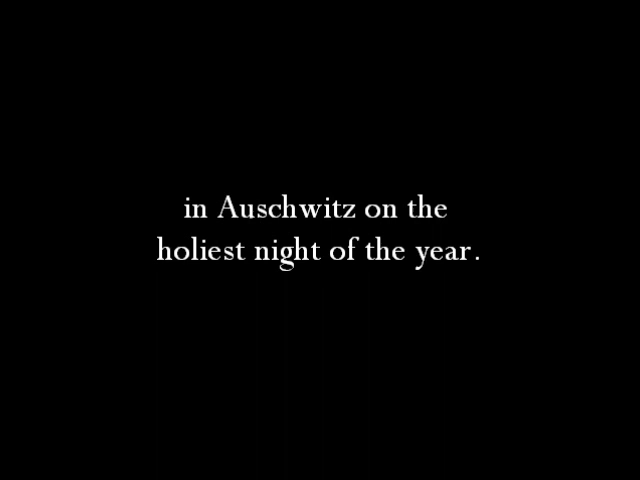 in Auschwitz on the
holiest night of the year.